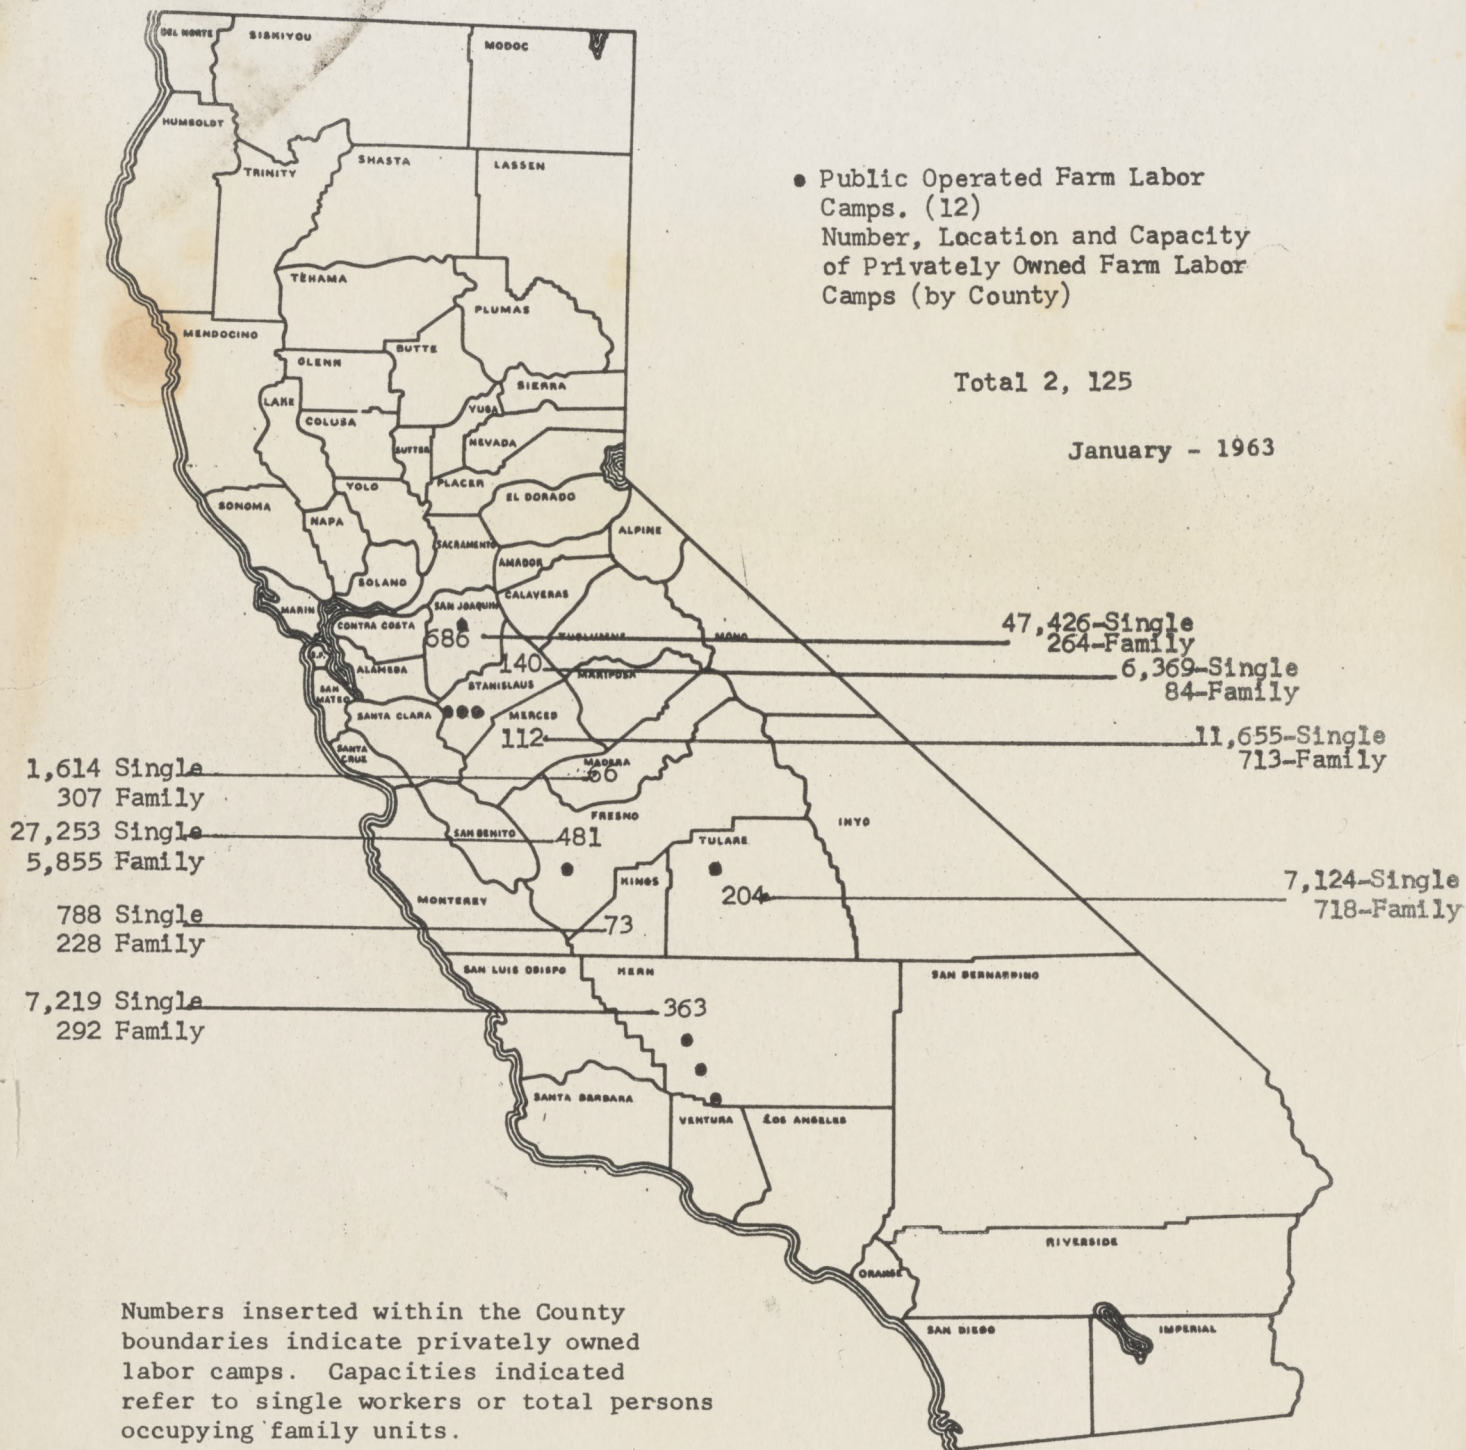 DEL NORTE
SISKIYOU
MODOC
HUMBOLDT
TRINITY
SHASTA
LASSEN
● Public Operated Farm Labor
Camps. (12)
Number, Location and Capacity
of Privately Owned Farm Labor
Camps (by County)
Total 2, 125
January - 1963
TEHAMA
PLUMAS
MENDOCINO
GLENN
BUTTE
SIERRA
LAKE
COLUSA
YUBA
SUTTER
NEVADA
YOLO
PLACER
SONOMA
NAPA
EL DORADO
ALPINE
SACRAMENTO
AMADOR
SOLANO
CALAVERAS
MARIN
SAN JOAQUIN
CONTRA COSTA
686
TUOLUMNE
MONO
47,426-Single
264-Family
S.F.
ALAMEDA
140
MARIPOSA
6,369-Single
84-Family
SAN
MATEO
STANISLAUS
SANTA CLARA
MERCED
112
11,655-Single
713-Family
SANTA
CRUZ
MADERA
66
1,614 Single
307 Family
FRESNO
INYO
27,253 Single
5,855 Family
SAN BENITO
481
TULARE
KINGS
204
7,124-Single
718-Family
MONTEREY
788 Single
228 Family
73
SAN LUIS OBISPO
KERN
SAN BERNARDINO
7,219 Single
292 Family
363
SANTA BARBARA
VENTURA
LOS ANGELES
RIVERSIDE
ORANGE
SAN DIEGO
IMPERIAL
Numbers inserted within the County
boundaries indicate privately owned
labor camps. Capacities indicated
refer to single workers or total persons
occupying family units.